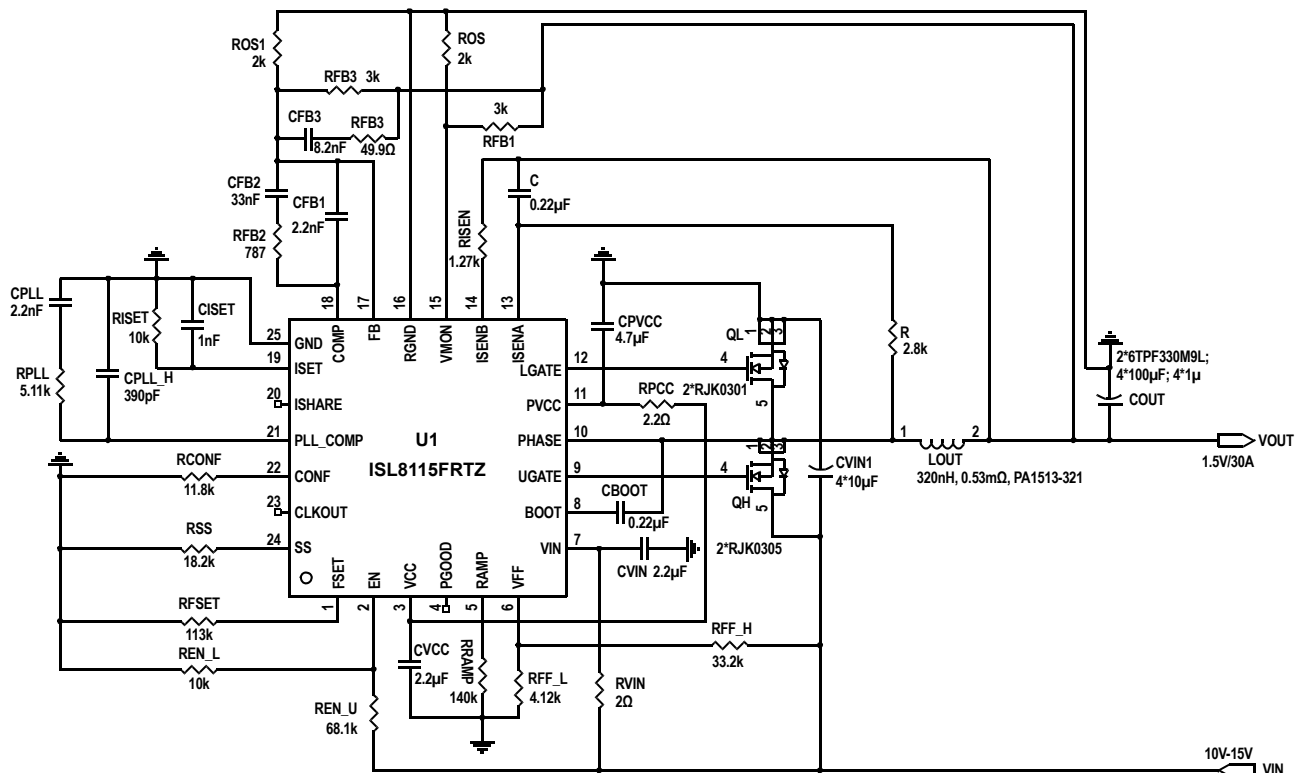 ROS1
2k
ROS
2k
RFB3 3k
3k
RFB1
CFB3
8.2nF
RFB3
49.9Ω
CFB2
33nF
CFB1
2.2nF
RFB2
787
C
0.22µF
RISEN
1.27k
CPLL
2.2nF
RISET
10k
CISET
1nF
CPVCC
4.7µF
R
2.8k
RPLL
5.11k
CPLL_H
390pF
18
17
16
15
14
13
COMP
FB
RGND
VMON
ISENB
ISENA
25
GND
19
ISET
20
ISHARE
21
PLL_COMP
22
CONF
23
CLKOUT
24
SS
U1
ISL8115FRTZ
LGATE
12
PVCC
11
PHASE
10
UGATE
9
BOOT
8
VIN
7
FSET
EN
VCC
PGOOD
RAMP
VFF
1
2
3
4
5
6
RPCC
2.2Ω
QL
1
2
3
4
5
2*RJK0301
QH
1
2
3
4
5
2*RJK0305
CBOOT
0.22µF
CVIN 2.2µF
CVIN1
4*10µF
1
2
LOUT
320nH, 0.53mΩ, PA1513-321
2*6TPF330M9L;
4*100µF; 4*1µ
COUT
VOUT
1.5V/30A
RCONF
11.8k
RSS
18.2k
RFSET
113k
REN_L
10k
REN_U
68.1k
CVCC
2.2µF
RRAMP
140k
RFF_L
4.12k
RVIN
2Ω
RFF_H
33.2k
10V-15V
VIN